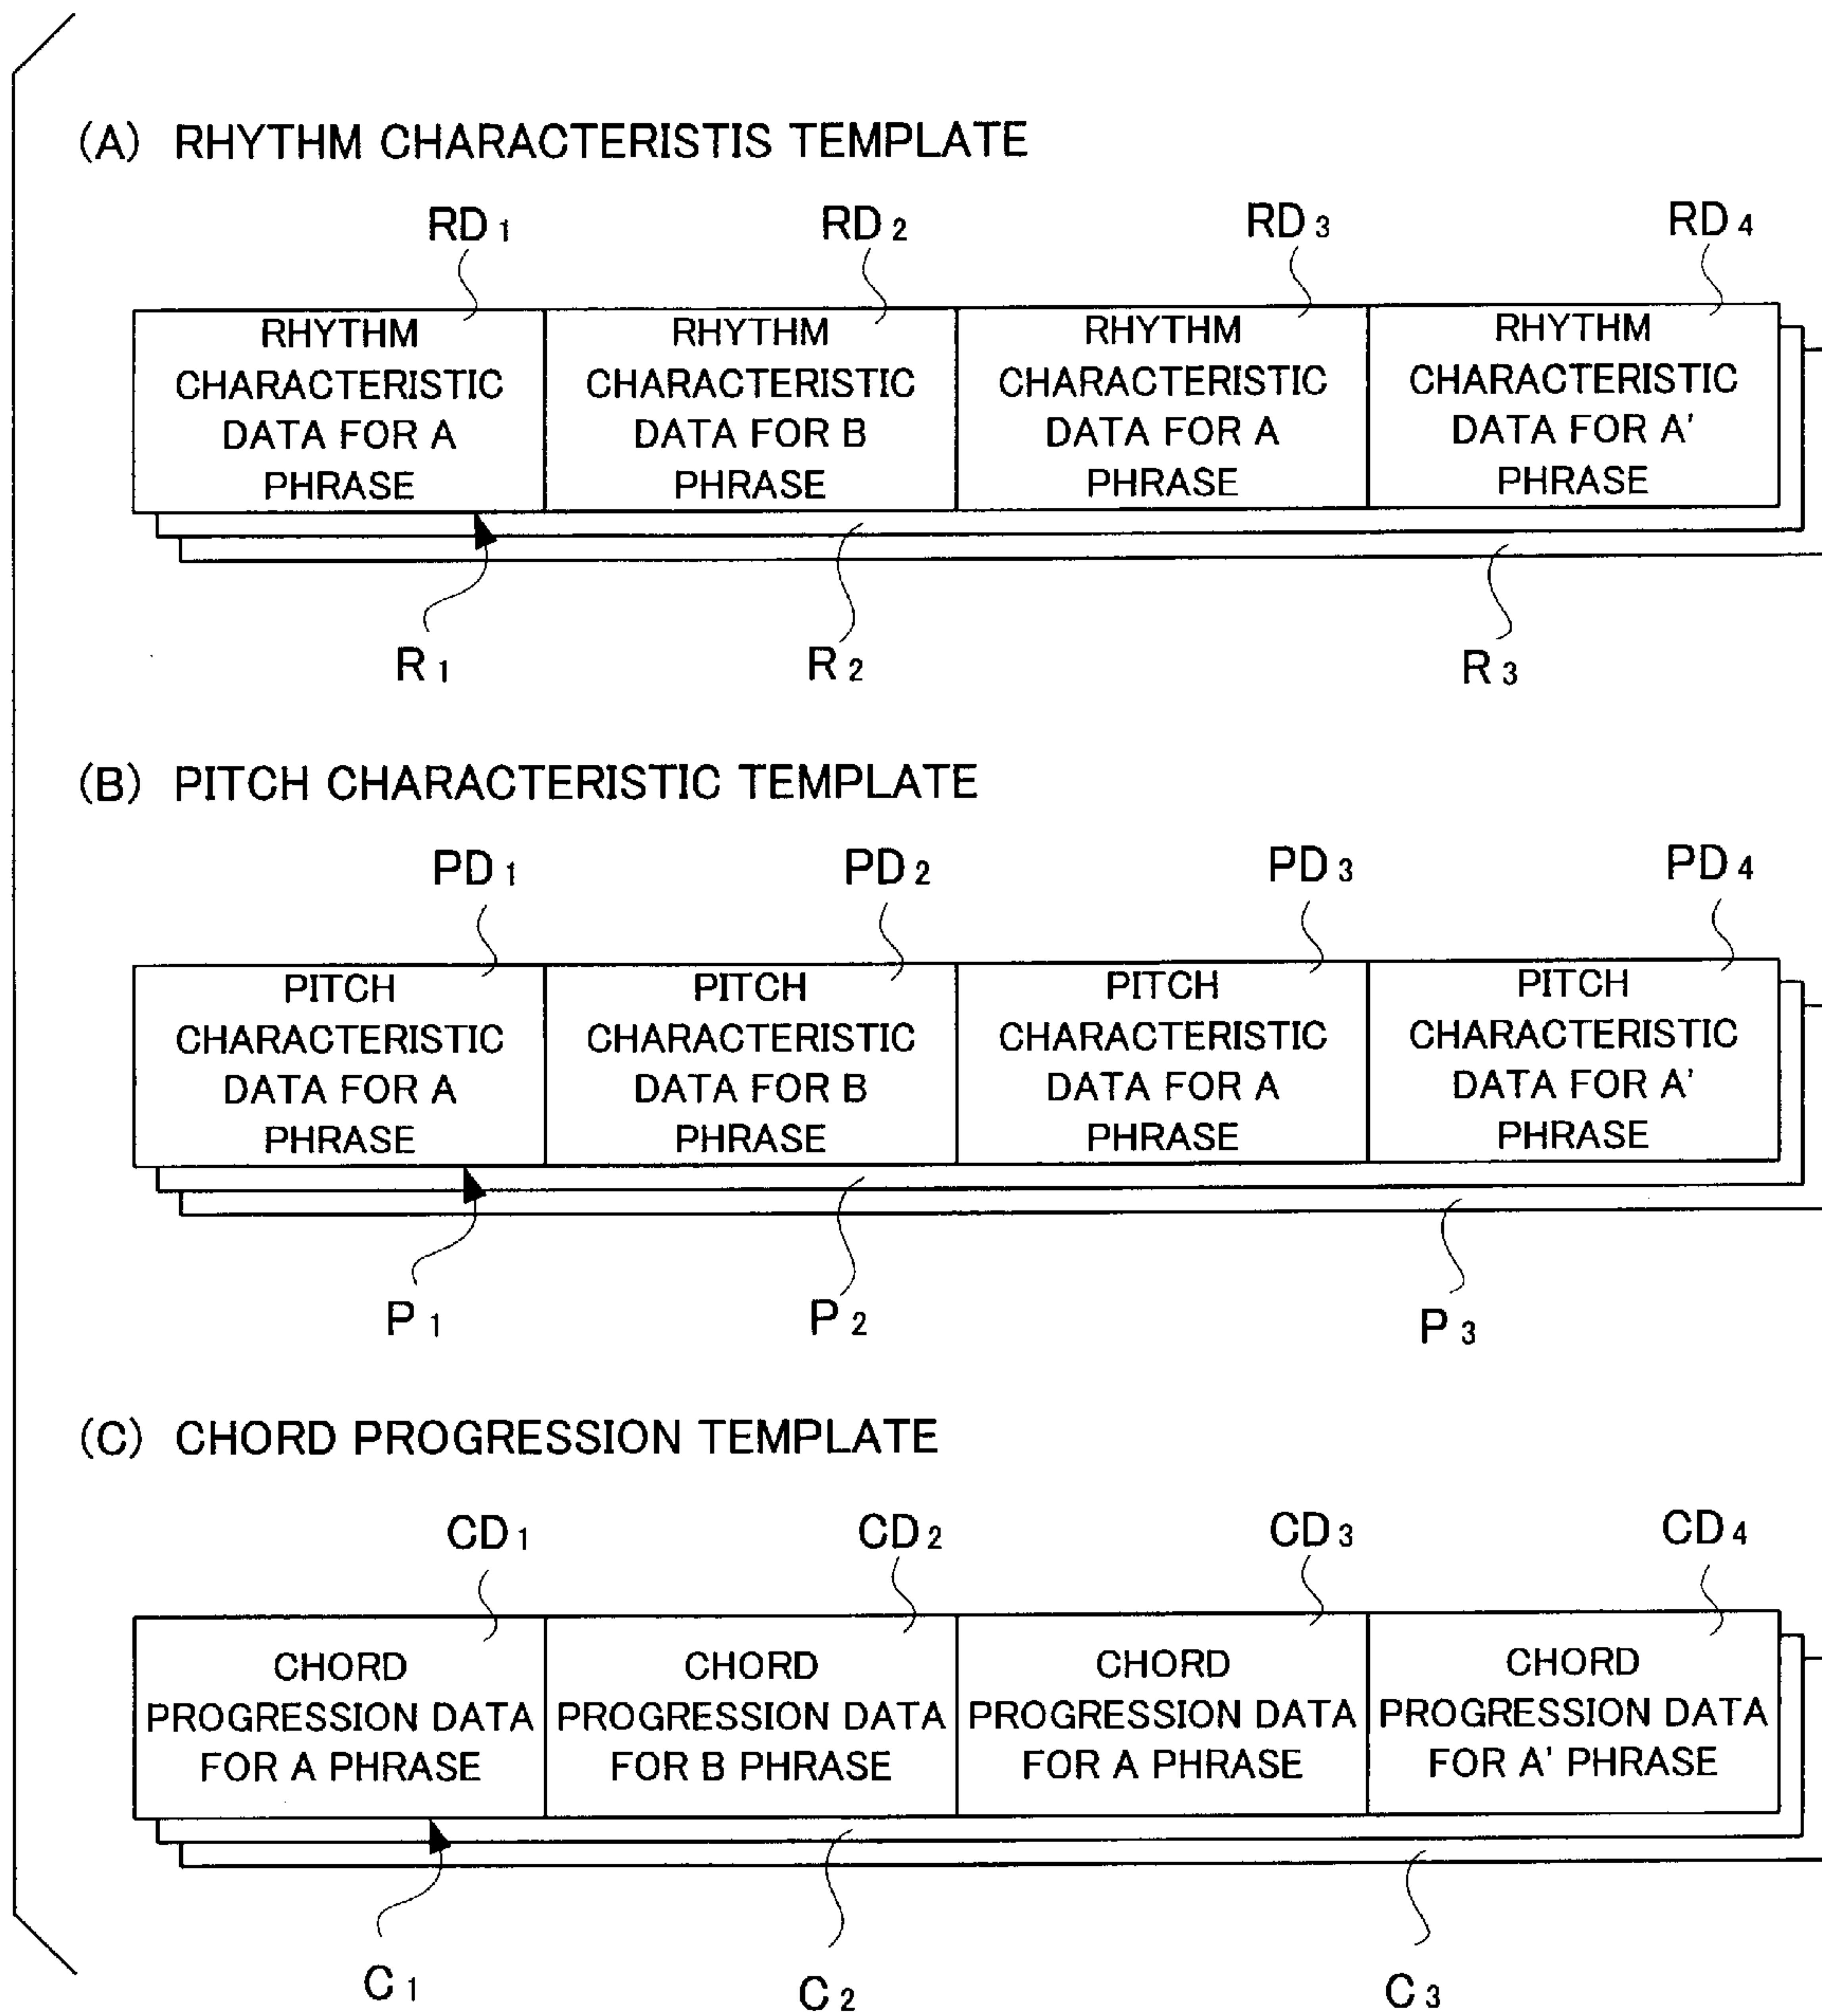 (A) RHYTHM CHARACTERISTIS TEMPLATE
RD1 RD2 RD3 RD4
RHYTHM CHARACTERISTIC DATA FOR A PHRASE
RHYTHM CHARACTERISTIC DATA FOR B PHRASE
RHYTHM CHARACTERISTIC DATA FOR A PHRASE
RHYTHM CHARACTERISTIC DATA FOR A' PHRASE
R1 R2 R3
(B) PITCH CHARACTERISTIC TEMPLATE
PD1 PD2 PD3 PD4
PITCH CHARACTERISTIC DATA FOR A PHRASE
PITCH CHARACTERISTIC DATA FOR B PHRASE
PITCH CHARACTERISTIC DATA FOR A PHRASE
PITCH CHARACTERISTIC DATA FOR A' PHRASE
P1 P2 P3
(C) CHORD PROGRESSION TEMPLATE
CD1 CD2 CD3 CD4
CHORD PROGRESSION DATA FOR A PHRASE
CHORD PROGRESSION DATA FOR B PHRASE
CHORD PROGRESSION DATA FOR A PHRASE
CHORD PROGRESSION DATA FOR A' PHRASE
C1 C2 C3